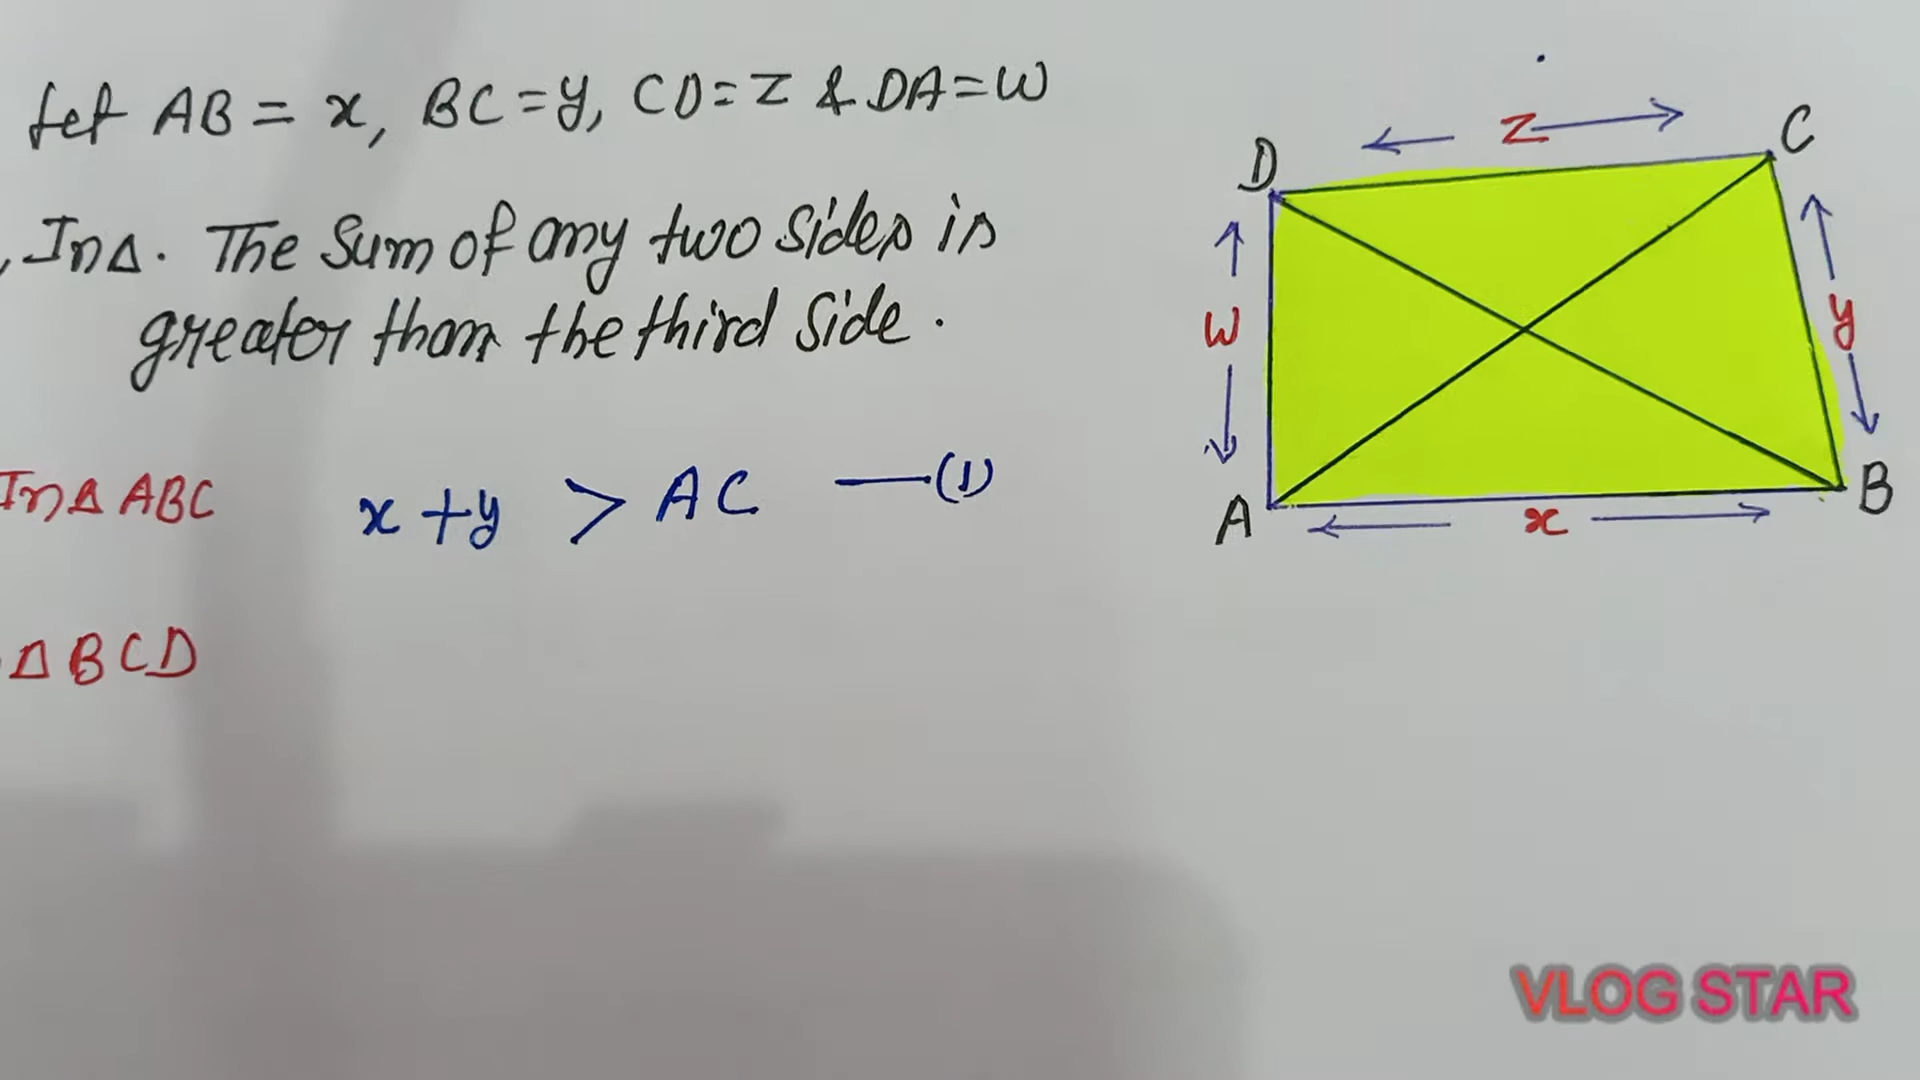 Let AB = x, BC = y, CD = Z & DA = W
In Δ. The Sum of any two sides is
greater than the third Side.
In Δ ABC x + y > AC —(1)
Δ BCD
D ← Z → C
W
y
A ← x → B
VLOG STAR